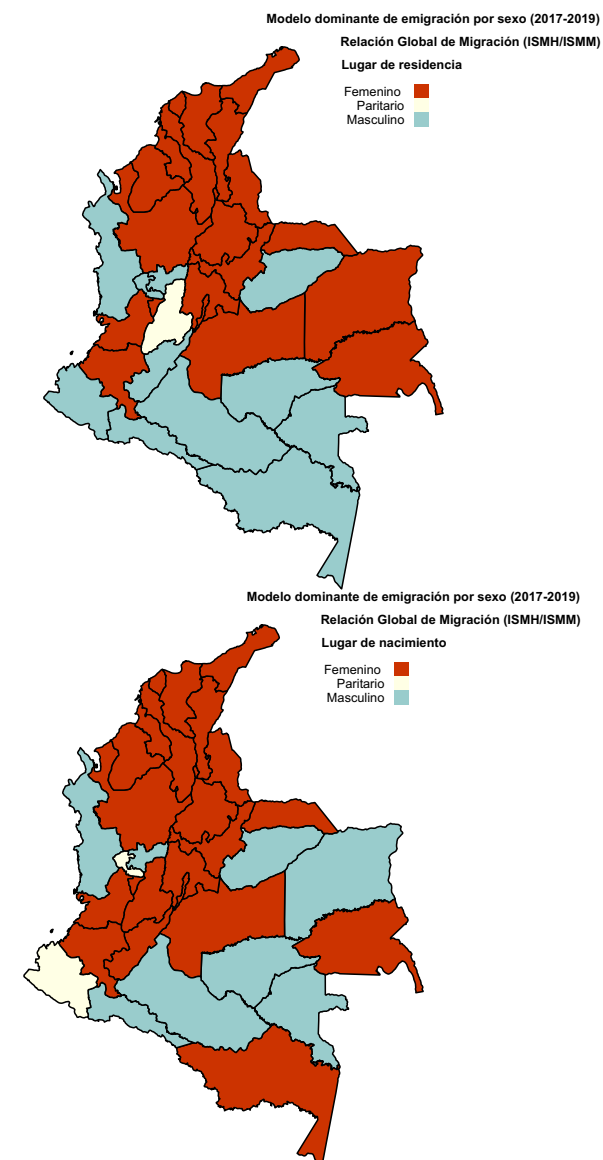 Modelo dominante de emigración por sexo (2017-2019)
Relación Global de Migración (ISMH/ISMM)
Lugar de residencia
Femenino
Paritario
Masculino
Modelo dominante de emigración por sexo (2017-2019)
Relación Global de Migración (ISMH/ISMM)
Lugar de nacimiento
Femenino
Paritario
Masculino